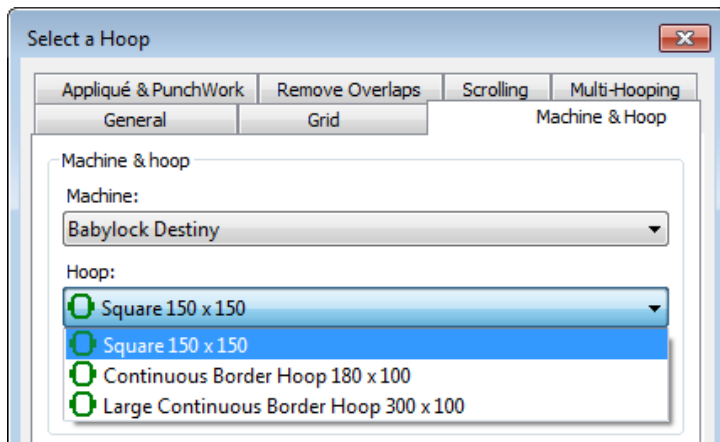 Select a Hoop
Appliqué & PunchWork Remove Overlaps Scrolling Multi-Hooping
General Grid Machine & Hoop
Machine & hoop
Machine:
Babylock Destiny
Hoop:
Square 150 x 150
Square 150 x 150
Continuous Border Hoop 180 x 100
Large Continuous Border Hoop 300 x 100